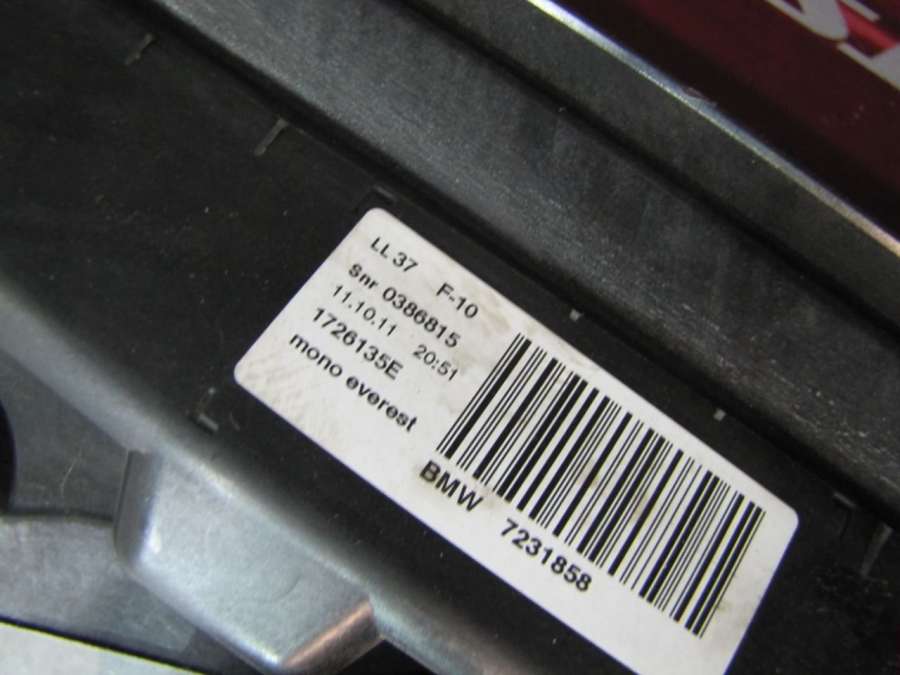 LL 37 F-10
snr 0386815
11.10.11 20:51
1726135E
mono everest
BMW 7231858